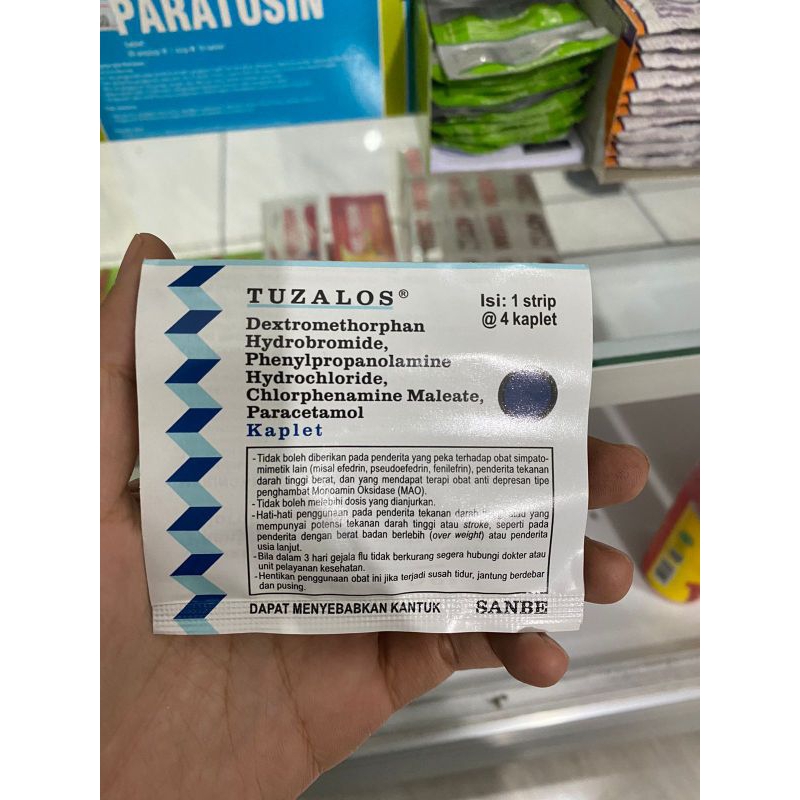 PARATUSIN
TUZALOS®
Isi: 1 strip
@ 4 kaplet
Dextromethorphan
Hydrobromide,
Phenylpropanolamine
Hydrochloride,
Chlorphenamine Maleate,
Paracetamol
Kaplet
-Tidak boleh diberikan pada penderita yang peka terhadap obat simpato-
mimetik lain (misal efedrin, pseudoefedrin, fenilefrin), penderita tekanan
darah tinggi berat, dan yang mendapat terapi obat anti depresan tipe
penghambat Monoamin Oksidase (MAO).
-Tidak boleh melebihi dosis yang dianjurkan.
-Hati-hati penggunaan pada penderita tekanan darah tinggi atau yang
mempunyai potensi tekanan darah tinggi atau stroke, seperti pada
penderita dengan berat badan berlebih (over weight) atau penderita
usia lanjut.
-Bila dalam 3 hari gejala flu tidak berkurang segera hubungi dokter atau
unit pelayanan kesehatan.
-Hentikan penggunaan obat ini jika terjadi susah tidur, jantung berdebar
dan pusing.
DAPAT MENYEBABKAN KANTUK
SANBE